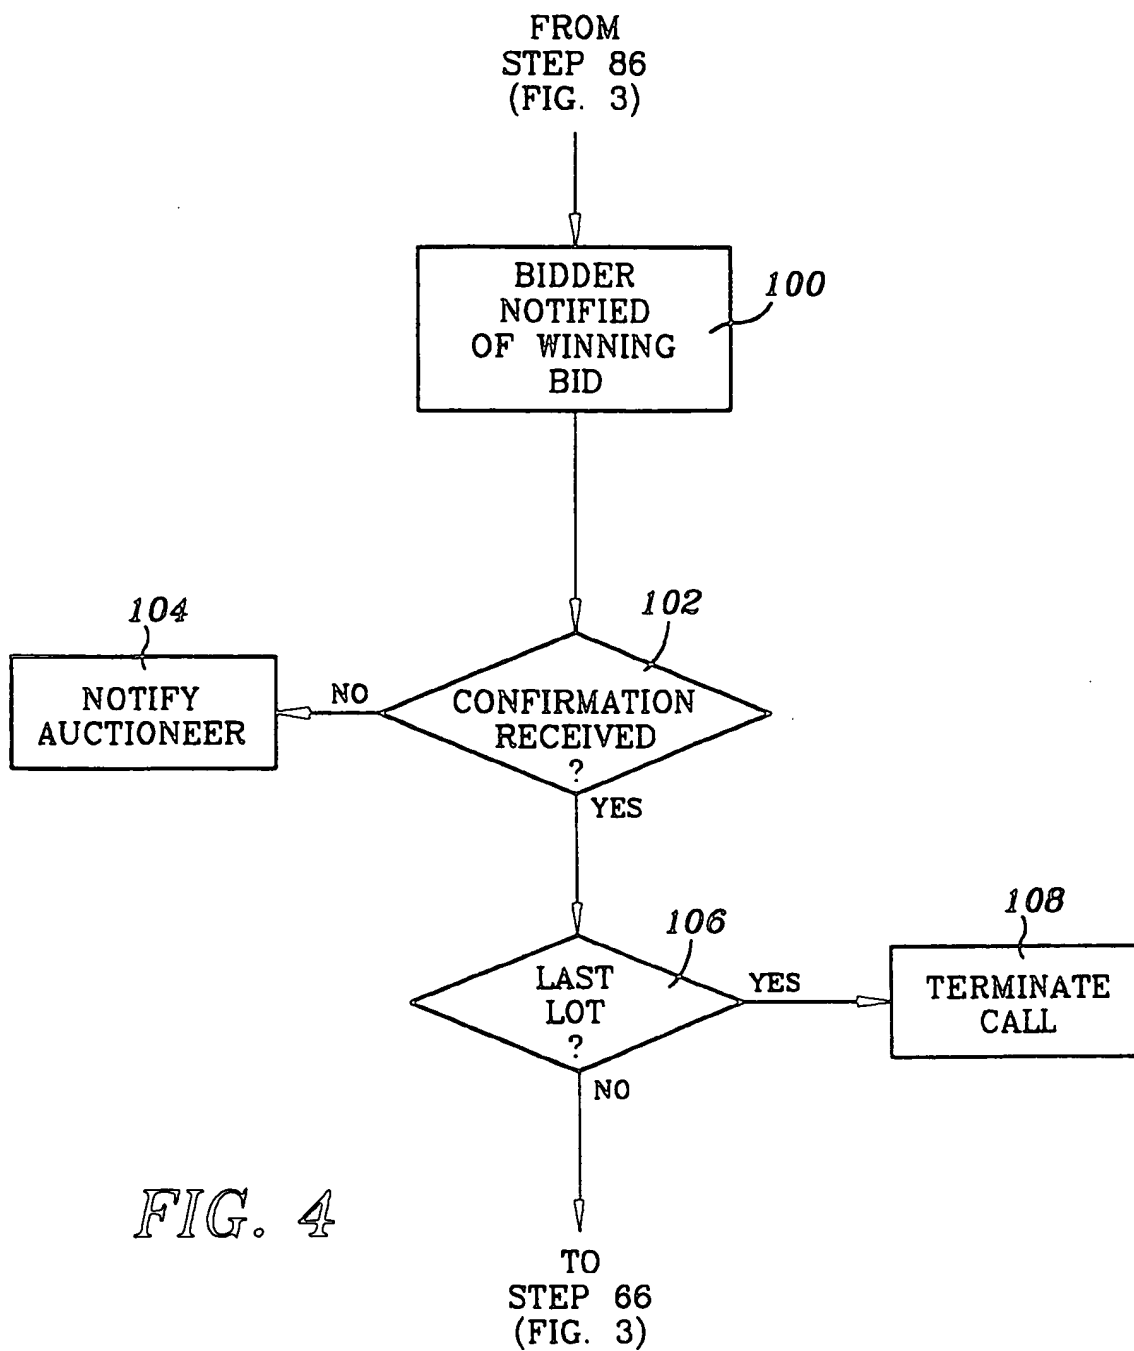 FROM
STEP 86
(FIG. 3)
BIDDER
NOTIFIED
OF WINNING
BID
100
102
104
CONFIRMATION
RECEIVED
?
NO
NOTIFY
AUCTIONEER
YES
106
108
LAST
LOT
?
YES
TERMINATE
CALL
NO
FIG. 4
TO
STEP 66
(FIG. 3)